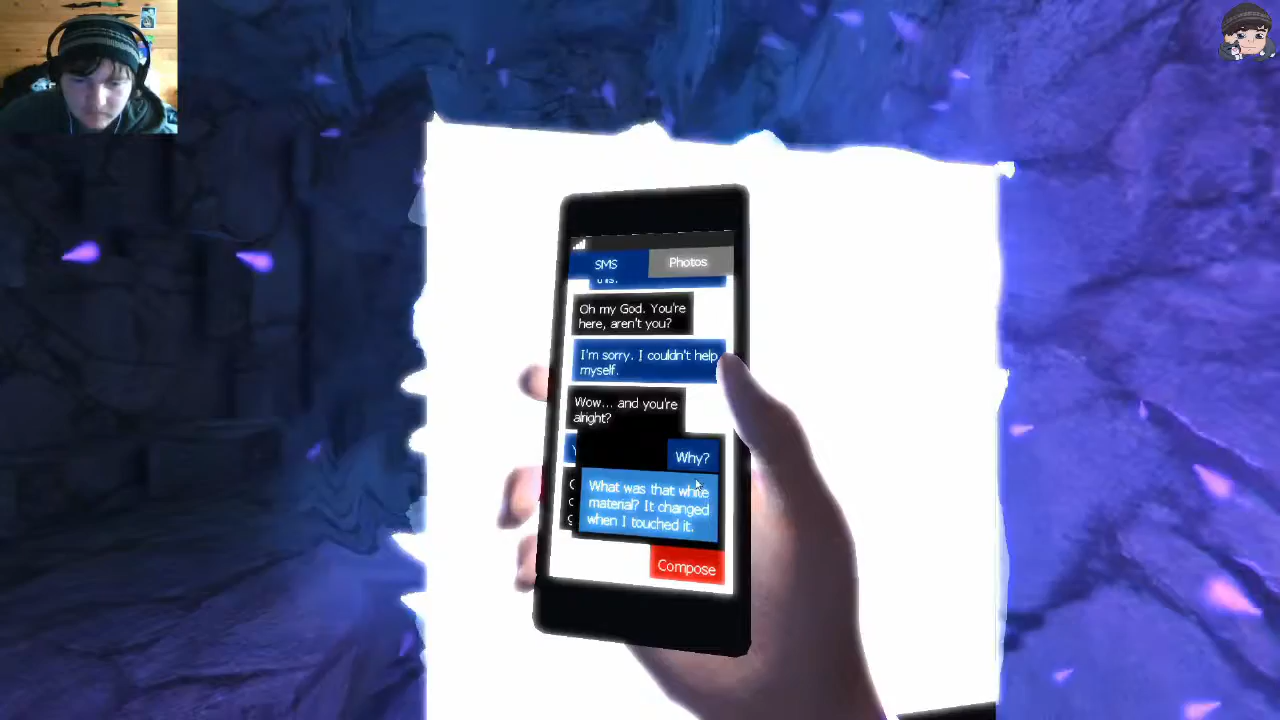 SMS
Photos
this.
Oh my God. You're
here, aren't you?
I'm sorry. I couldn't help
myself.
Wow... and you're
alright?
Why?
What was that white
material? It changed
when I touched it.
Compose